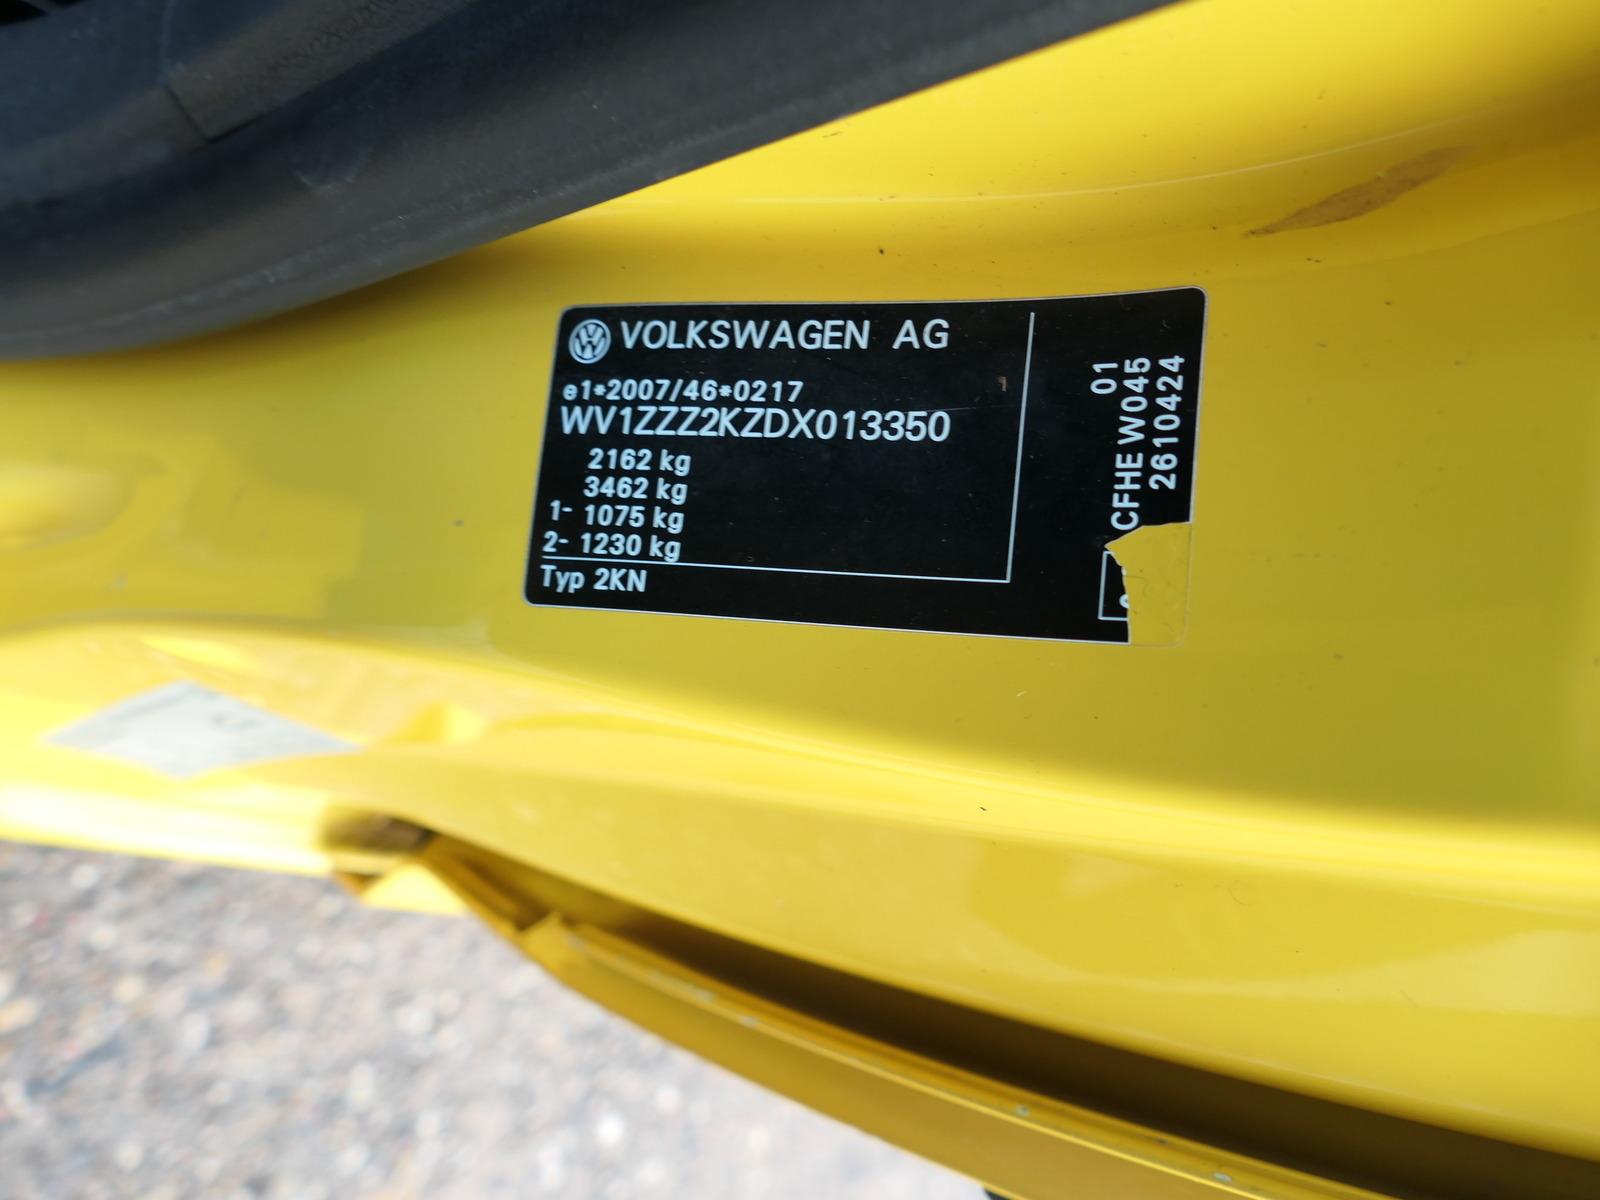 VOLKSWAGEN AG
e1*2007/46*0217
WV1ZZZ2KZDX013350
2162 kg
3462 kg
1- 1075 kg
2- 1230 kg
Typ 2KN
01
CFHE W045
2610424